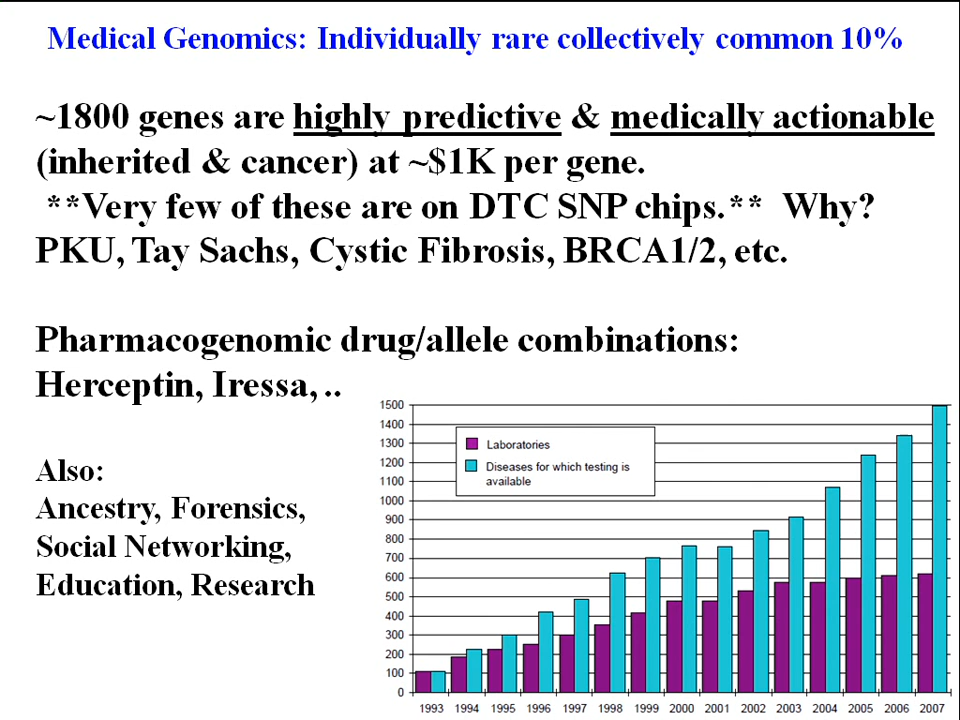 Medical Genomics: Individually rare collectively common 10%
~1800 genes are highly predictive & medically actionable
(inherited & cancer) at ~$1K per gene.
**Very few of these are on DTC SNP chips.** Why?
PKU, Tay Sachs, Cystic Fibrosis, BRCA1/2, etc.
Pharmacogenomic drug/allele combinations:
Herceptin, Iressa, ..
Also:
Ancestry, Forensics,
Social Networking,
Education, Research
1500
1400
1300
1200
1100
1000
900
800
700
600
500
400
300
200
100
0
Laboratories
Diseases for which testing is
available
1993 1994 1995 1996 1997 1998 1999 2000 2001 2002 2003 2004 2005 2006 2007